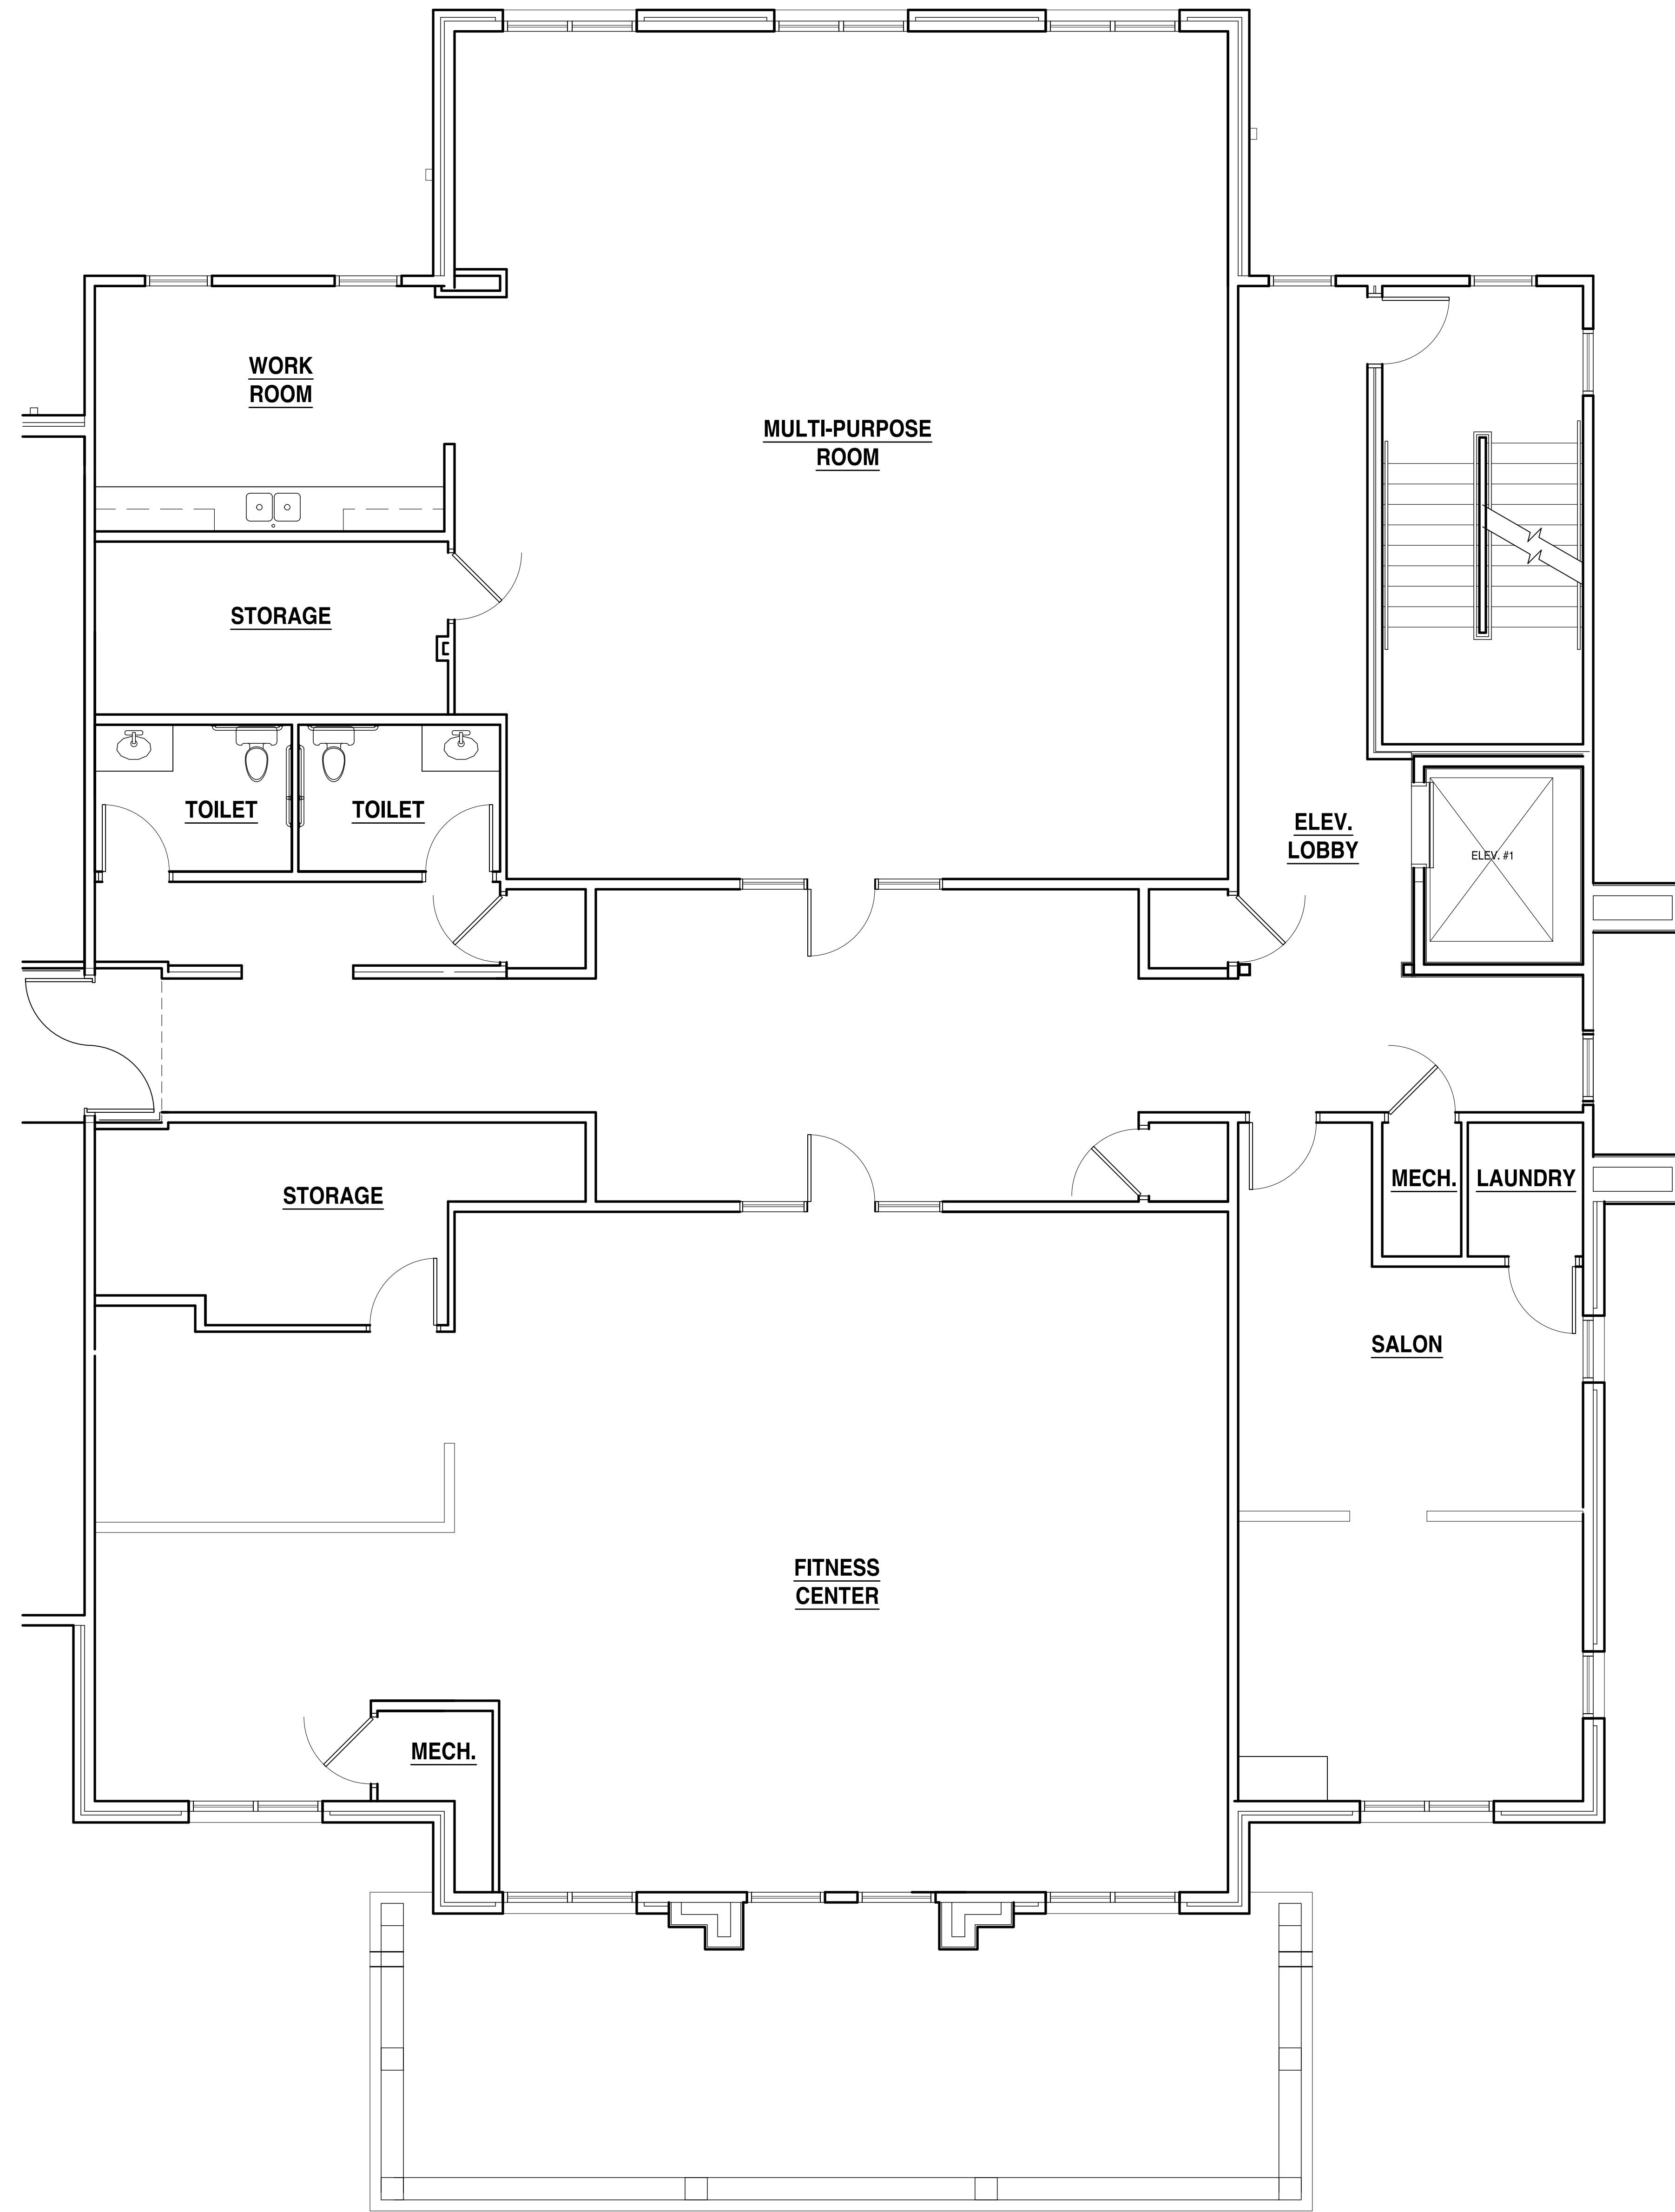 WORK
ROOM
MULTI-PURPOSE
ROOM
STORAGE
TOILET
TOILET
ELEV.
LOBBY
ELEV. #1
STORAGE
MECH.
LAUNDRY
SALON
FITNESS
CENTER
MECH.